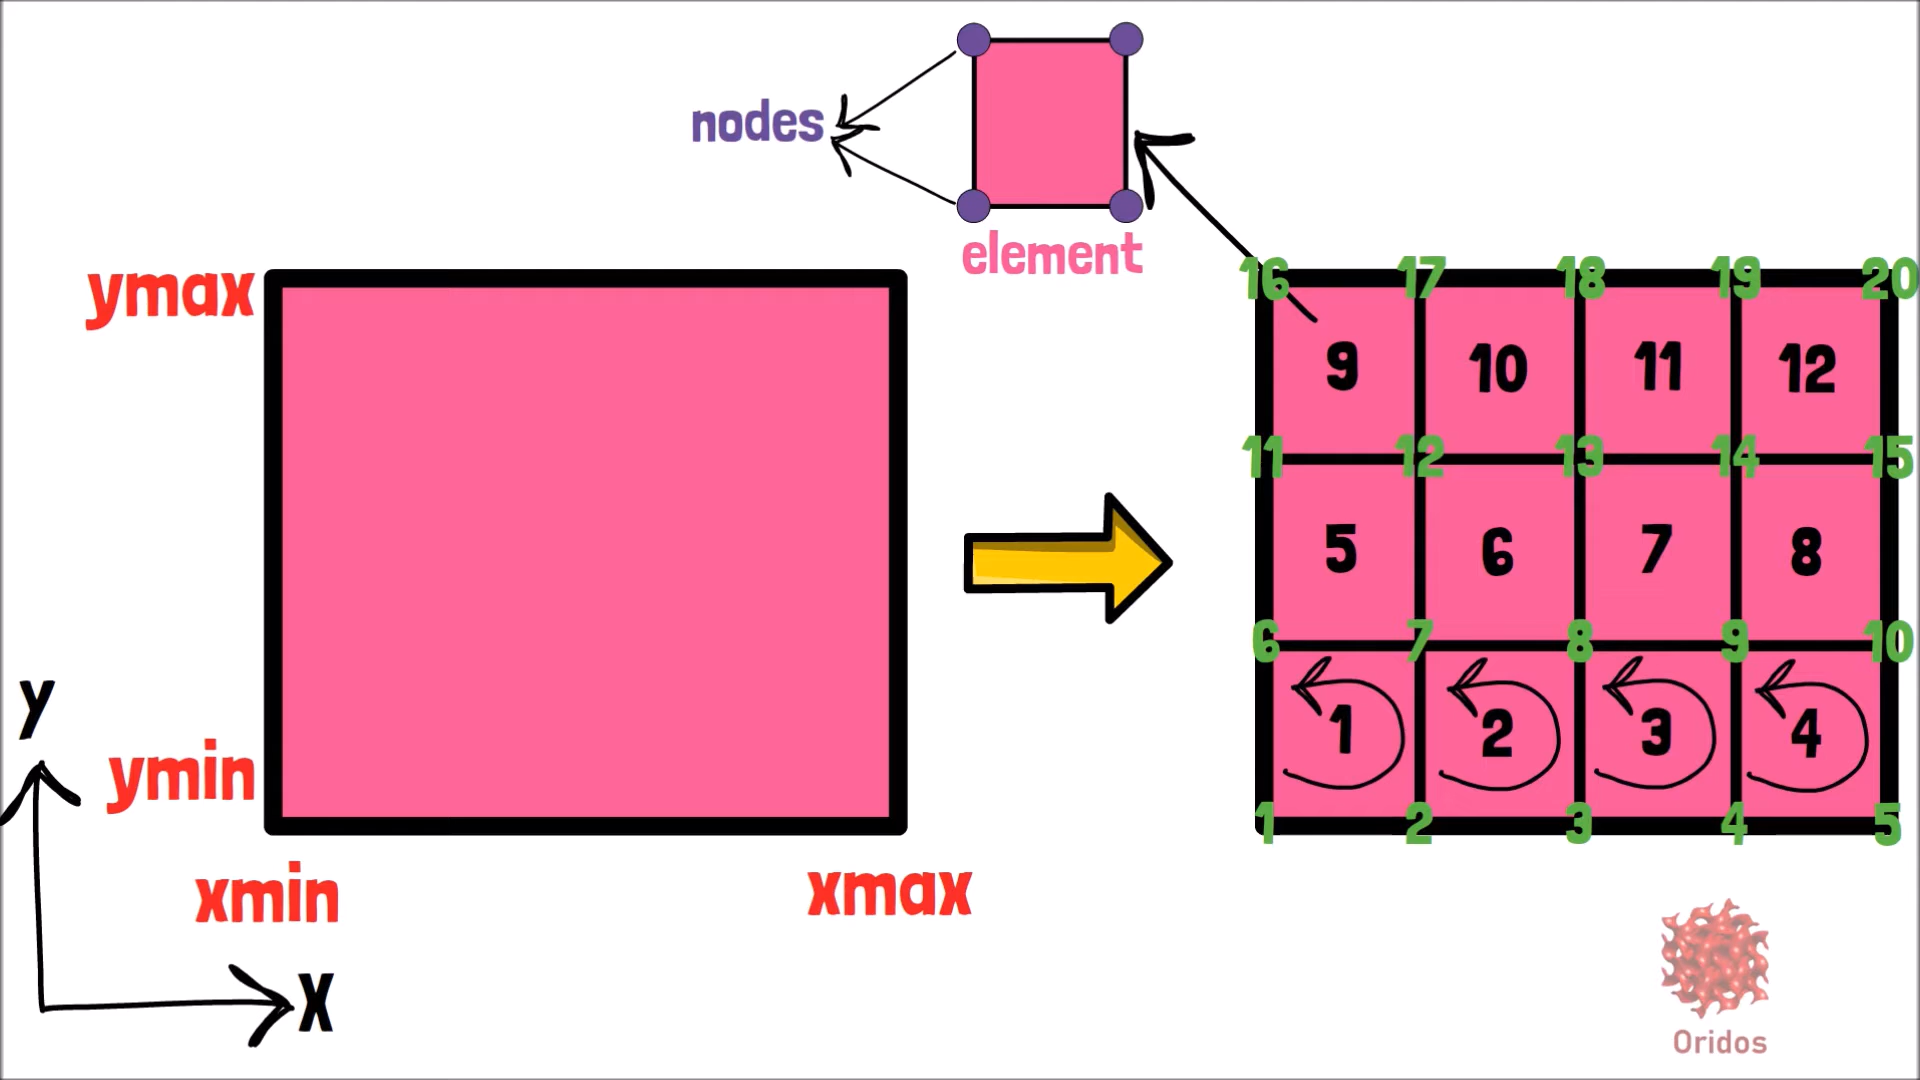 nodes
element
ymax
ymin
xmin
xmax
y
x
16 17 18 19 20
9 10 11 12
11 12 13 14 15
5 6 7 8
6 7 8 9 10
1 2 3 4
1 2 3 4 5
Oridos